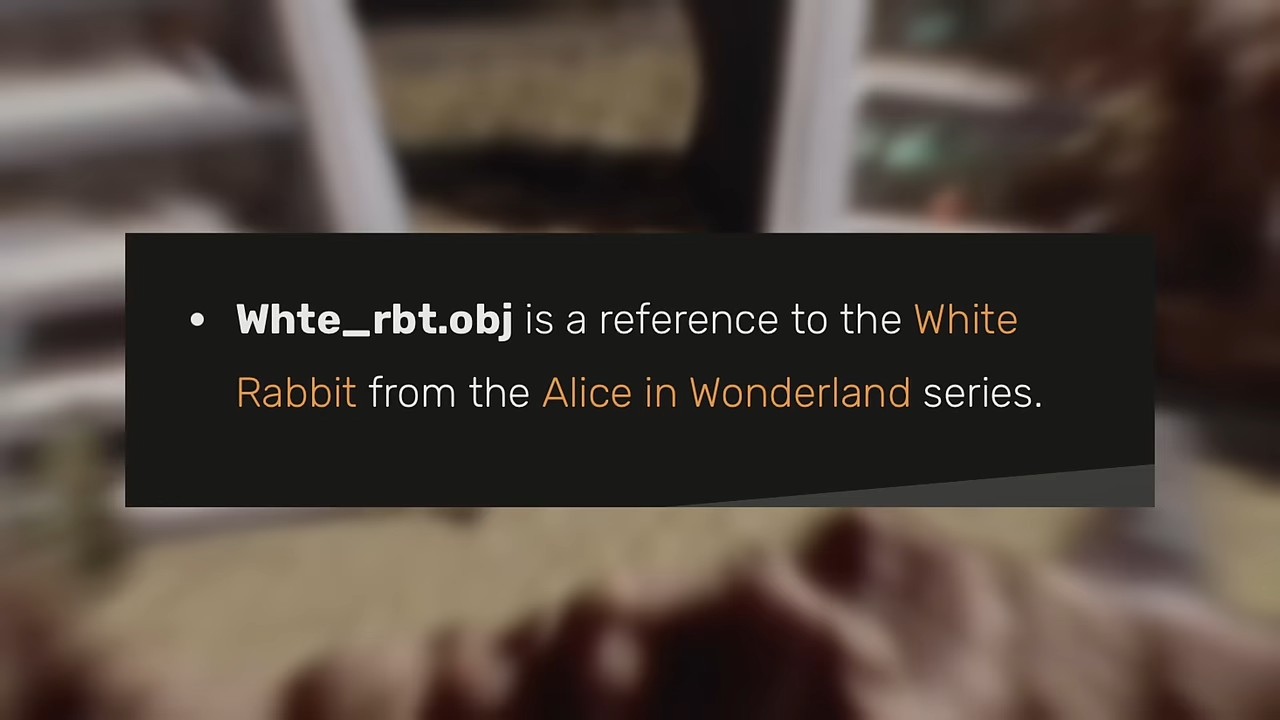 • Whte_rbt.obj is a reference to the White
Rabbit from the Alice in Wonderland series.